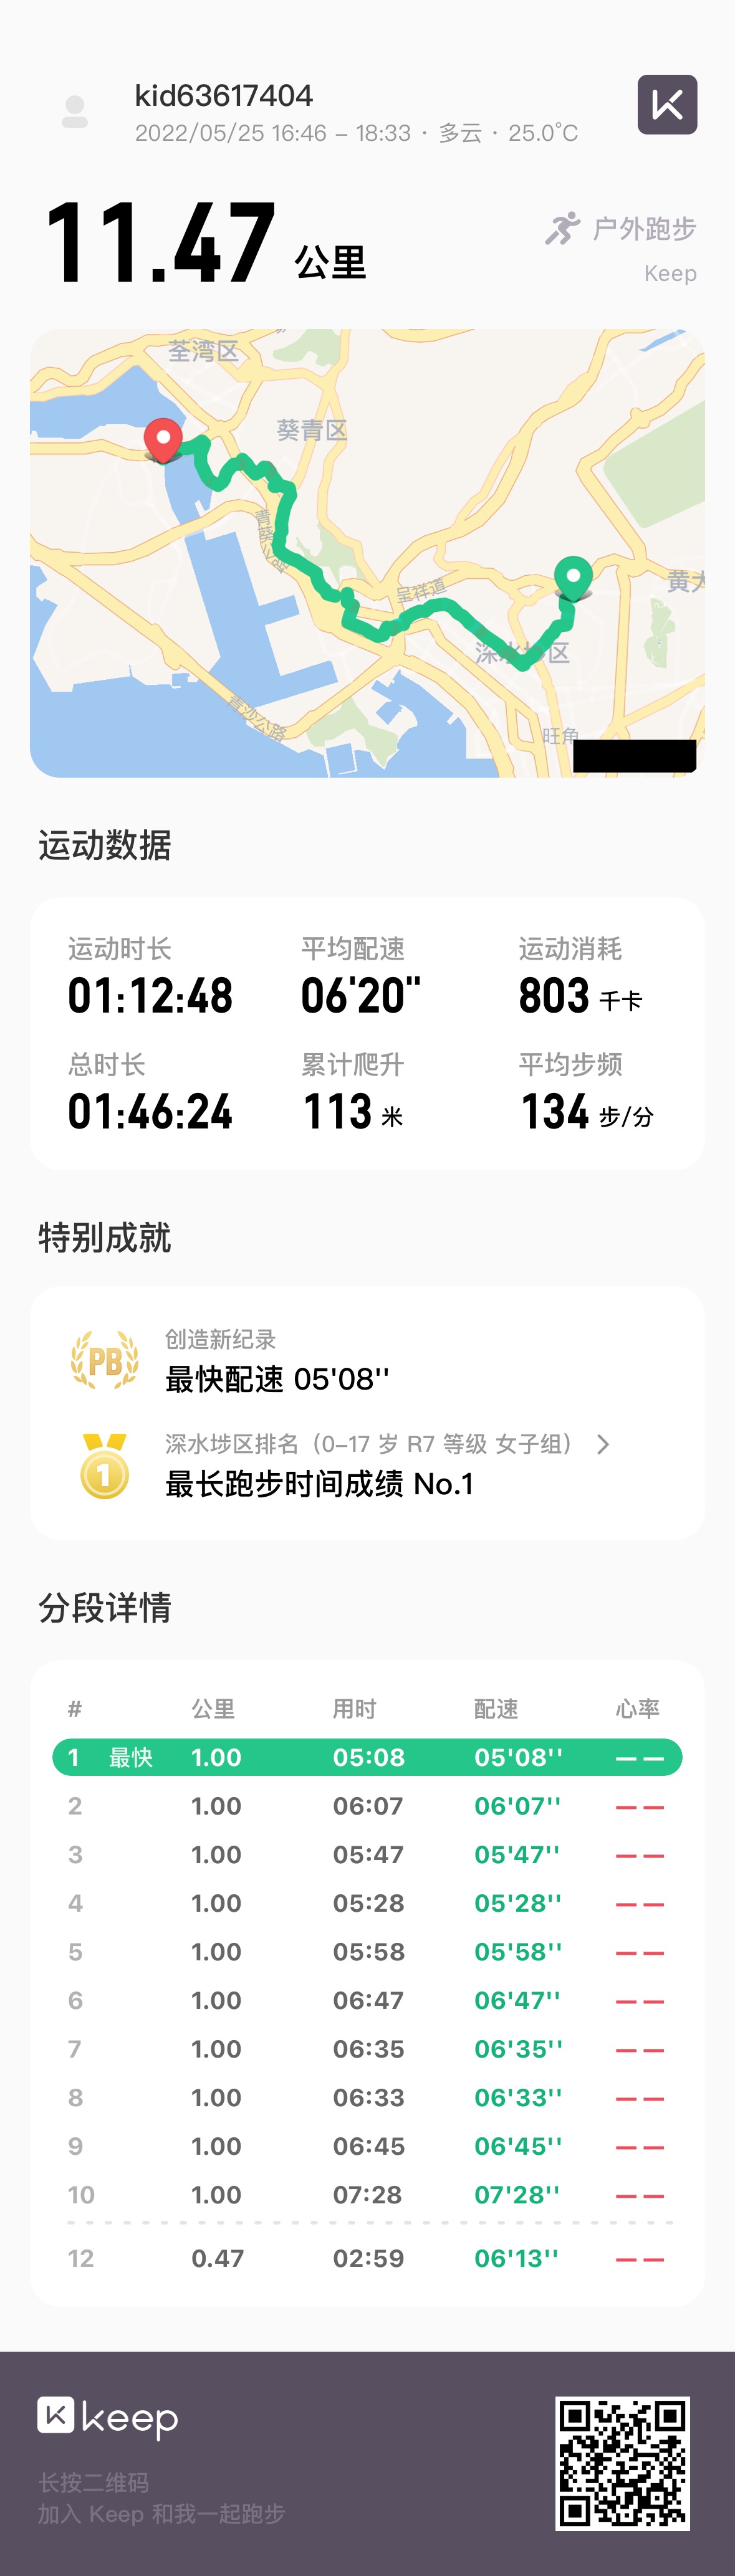 kid63617404
2022/05/25 16:46 – 18:33 · 多云 · 25.0°C
11.47 公里
户外跑步
Keep
荃湾区
葵青区
呈祥道
黄大
深水埗区
青沙公路
旺角
运动数据
运动时长 平均配速 运动消耗
01:12:48 06'20" 803 千卡
总时长 累计爬升 平均步频
01:46:24 113 米 134 步/分
特别成就
PB
创造新纪录
最快配速 05'08''
1
深水埗区排名（0-17 岁 R7 等级 女子组）
最长跑步时间成绩 No.1
分段详情
# 公里 用时 配速 心率
1 最快 1.00 05:08 05'08'' – –
2 1.00 06:07 06'07'' – –
3 1.00 05:47 05'47'' – –
4 1.00 05:28 05'28'' – –
5 1.00 05:58 05'58'' – –
6 1.00 06:47 06'47'' – –
7 1.00 06:35 06'35'' – –
8 1.00 06:33 06'33'' – –
9 1.00 06:45 06'45'' – –
10 1.00 07:28 07'28'' – –
12 0.47 02:59 06'13'' – –
keep
长按二维码
加入 Keep 和我一起跑步